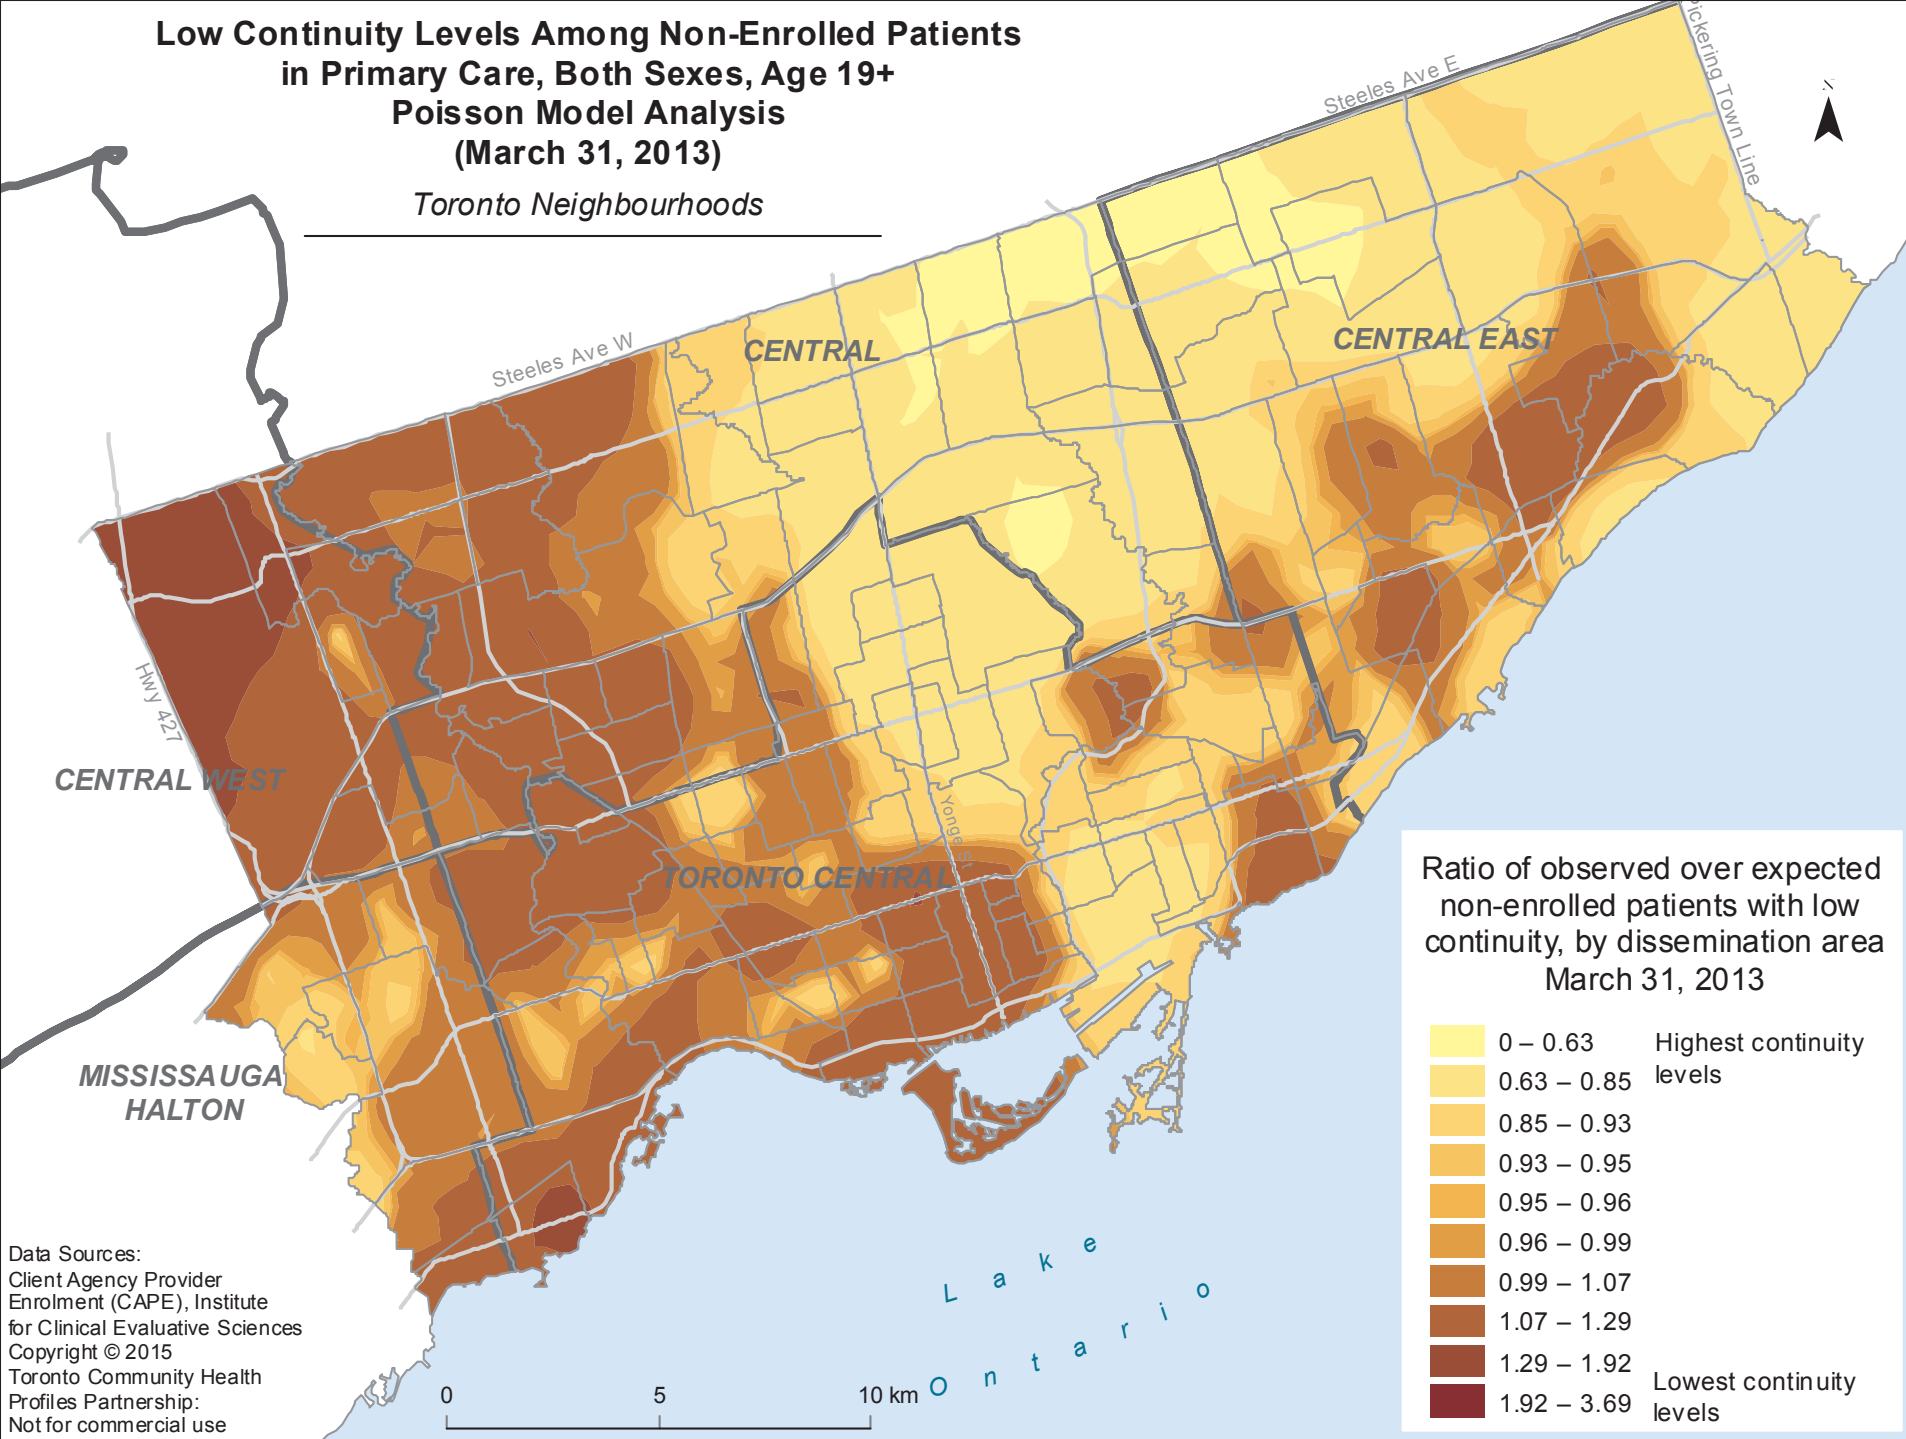 Low Continuity Levels Among Non-Enrolled Patients
in Primary Care, Both Sexes, Age 19+
Poisson Model Analysis
(March 31, 2013)
Toronto Neighbourhoods
Steeles Ave E
Pickering Town Line
N
Steeles Ave W
CENTRAL
CENTRAL EAST
Hwy 427
CENTRAL WEST
Yonge St
TORONTO CENTRAL
MISSISSAUGA
HALTON
Lake
Ontario
Ratio of observed over expected
non-enrolled patients with low
continuity, by dissemination area
March 31, 2013
0 – 0.63
Highest continuity
levels
0.63 – 0.85
0.85 – 0.93
0.93 – 0.95
0.95 – 0.96
0.96 – 0.99
0.99 – 1.07
1.07 – 1.29
1.29 – 1.92
1.92 – 3.69
Lowest continuity
levels
Data Sources:
Client Agency Provider
Enrolment (CAPE), Institute
for Clinical Evaluative Sciences
Copyright © 2015
Toronto Community Health
Profiles Partnership:
Not for commercial use
0 5 10 km